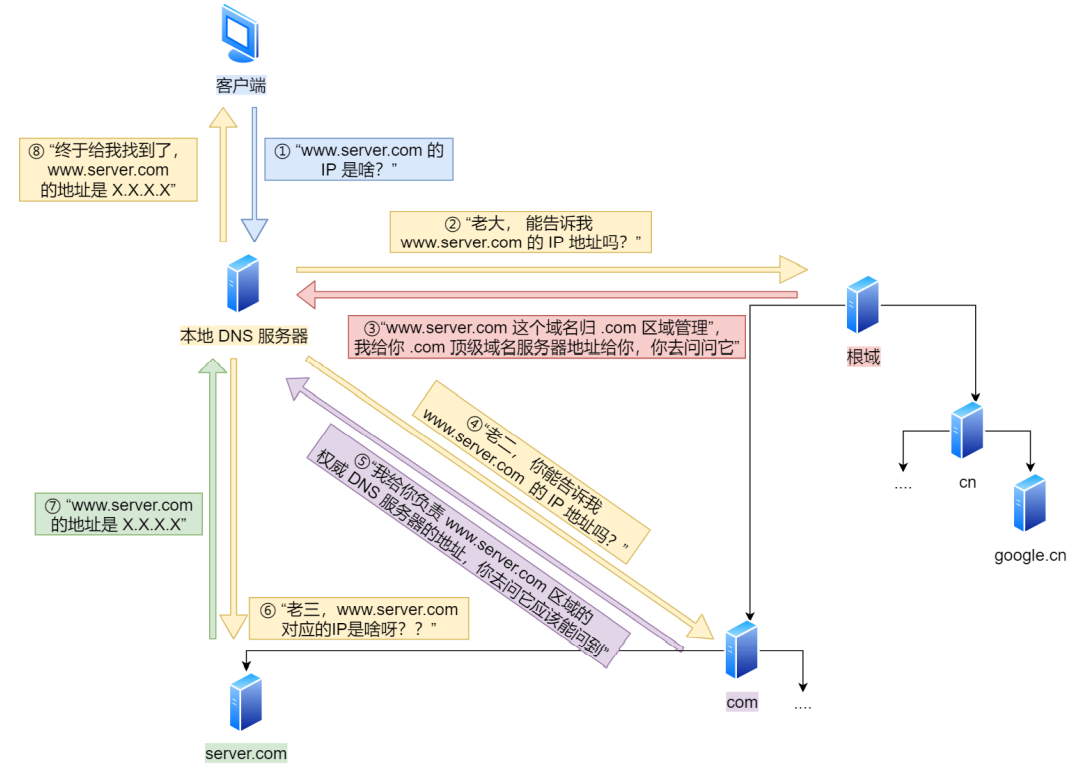 客户端
⑧ “终于给我找到了，
www.server.com
的地址是 X.X.X.X”
① “www.server.com 的
IP 是啥？”
② “老大， 能告诉我
www.server.com 的 IP 地址吗？”
本地 DNS 服务器
③“www.server.com 这个域名归 .com 区域管理”，
我给你 .com 顶级域名服务器地址给你，你去问问它”
根域
④“老二， 你能告诉我
www.server.com 的 IP 地址吗？”
⑤“我给你负责 www.server.com 区域的
权威 DNS 服务器的地址，你去问它应该能问到”
....
cn
google.cn
⑦ “www.server.com
的地址是 X.X.X.X”
⑥ “老三，www.server.com
对应的IP是啥呀？？”
com
....
server.com